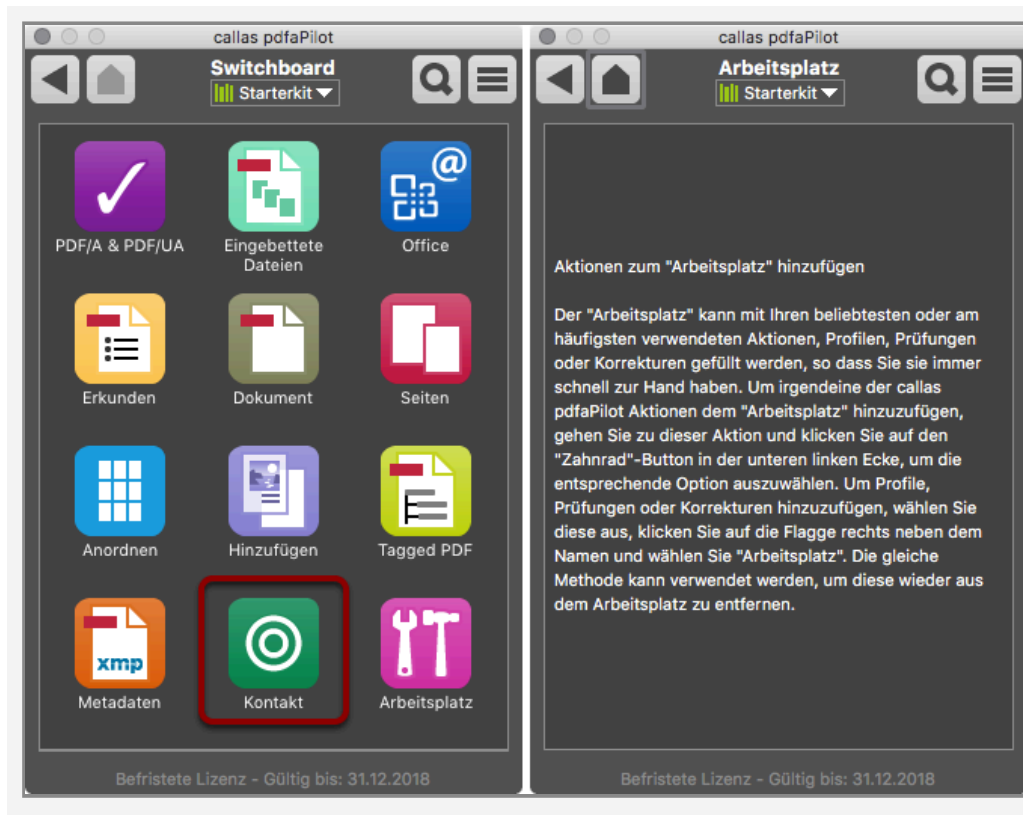 callas pdfaPilot
Switchboard
Starterkit
PDF/A & PDF/UA
Eingebettete
Dateien
@
Office
Erkunden
Dokument
Seiten
Anordnen
Hinzufügen
Tagged PDF
xmp
Metadaten
Kontakt
Arbeitsplatz
Befristete Lizenz - Gültig bis: 31.12.2018
callas pdfaPilot
Arbeitsplatz
Starterkit
Aktionen zum "Arbeitsplatz" hinzufügen
Der "Arbeitsplatz" kann mit Ihren beliebtesten oder am
häufigsten verwendeten Aktionen, Profilen, Prüfungen
oder Korrekturen gefüllt werden, so dass Sie sie immer
schnell zur Hand haben. Um irgendeine der callas
pdfaPilot Aktionen dem "Arbeitsplatz" hinzuzufügen,
gehen Sie zu dieser Aktion und klicken Sie auf den
"Zahnrad"-Button in der unteren linken Ecke, um die
entsprechende Option auszuwählen. Um Profile,
Prüfungen oder Korrekturen hinzuzufügen, wählen Sie
diese aus, klicken Sie auf die Flagge rechts neben dem
Namen und wählen Sie "Arbeitsplatz". Die gleiche
Methode kann verwendet werden, um diese wieder aus
dem Arbeitsplatz zu entfernen.
Befristete Lizenz - Gültig bis: 31.12.2018